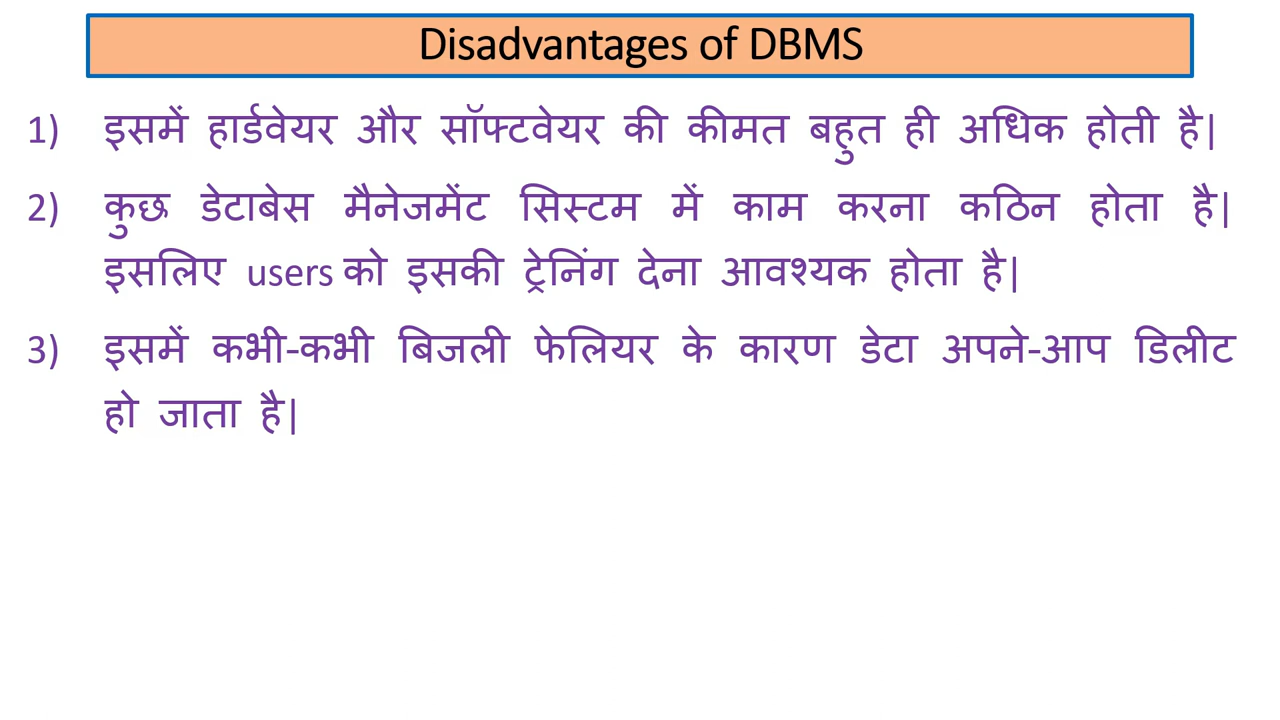 Disadvantages of DBMS
1) इसमें हार्डवेयर और सॉफ्टवेयर की कीमत बहुत ही अधिक होती है|
2) कुछ डेटाबेस मैनेजमेंट सिस्टम में काम करना कठिन होता है|
इसलिए users को इसकी ट्रेनिंग देना आवश्यक होता है|
3) इसमें कभी-कभी बिजली फेलियर के कारण डेटा अपने-आप डिलीट
हो जाता है|